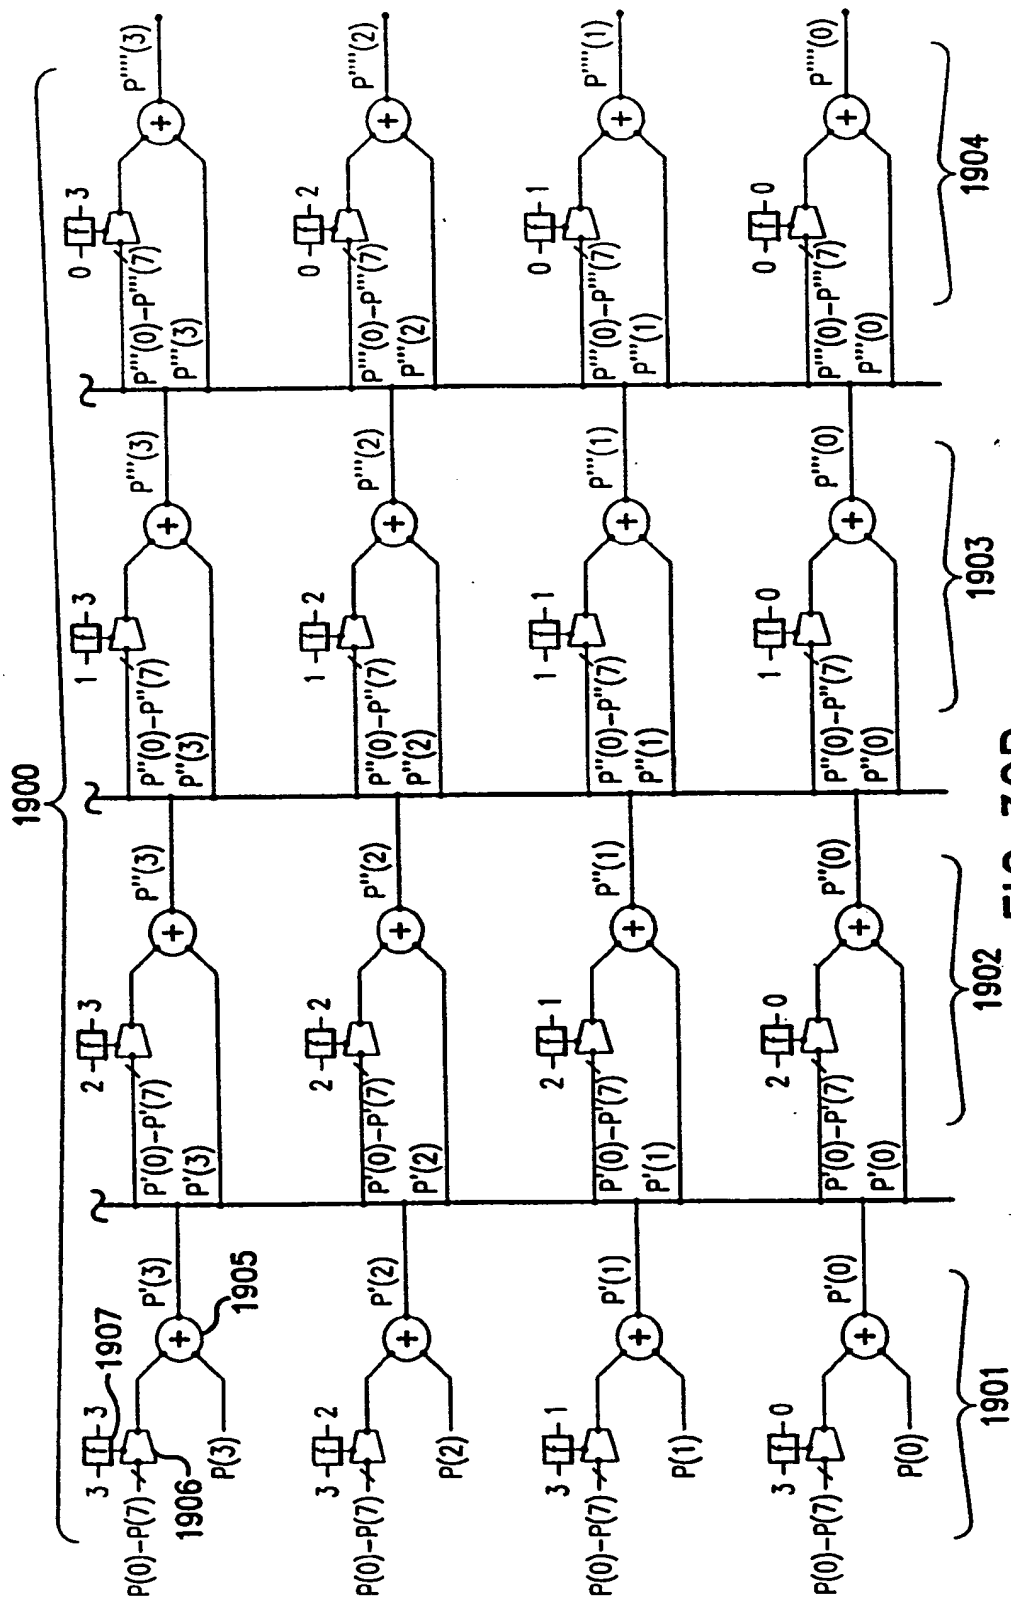 1900
3 3
1907
P(0)–P(7)
1906
P(3)
1905
P'(3)
2 3
P'(0)–P'(7)
P'(3)
P''(3)
1 3
P''(0)–P''(7)
P''(3)
P'''(3)
0 3
P'''(0)–P'''(7)
P'''(3)
P''''(3)
3 2
P(0)–P(7)
P(2)
P'(2)
2 2
P'(0)–P'(7)
P'(2)
P''(2)
1 2
P''(0)–P''(7)
P''(2)
P'''(2)
0 2
P'''(0)–P'''(7)
P'''(2)
P''''(2)
3 1
P(0)–P(7)
P(1)
P'(1)
2 1
P'(0)–P'(7)
P'(1)
P''(1)
1 1
P''(0)–P''(7)
P''(1)
P'''(1)
0 1
P'''(0)–P'''(7)
P'''(1)
P''''(1)
3 0
P(0)–P(7)
P(0)
P'(0)
2 0
P'(0)–P'(7)
P'(0)
P''(0)
1 0
P''(0)–P''(7)
P''(0)
P'''(0)
0 0
P'''(0)–P'''(7)
P'''(0)
P''''(0)
1901
1902
1903
1904